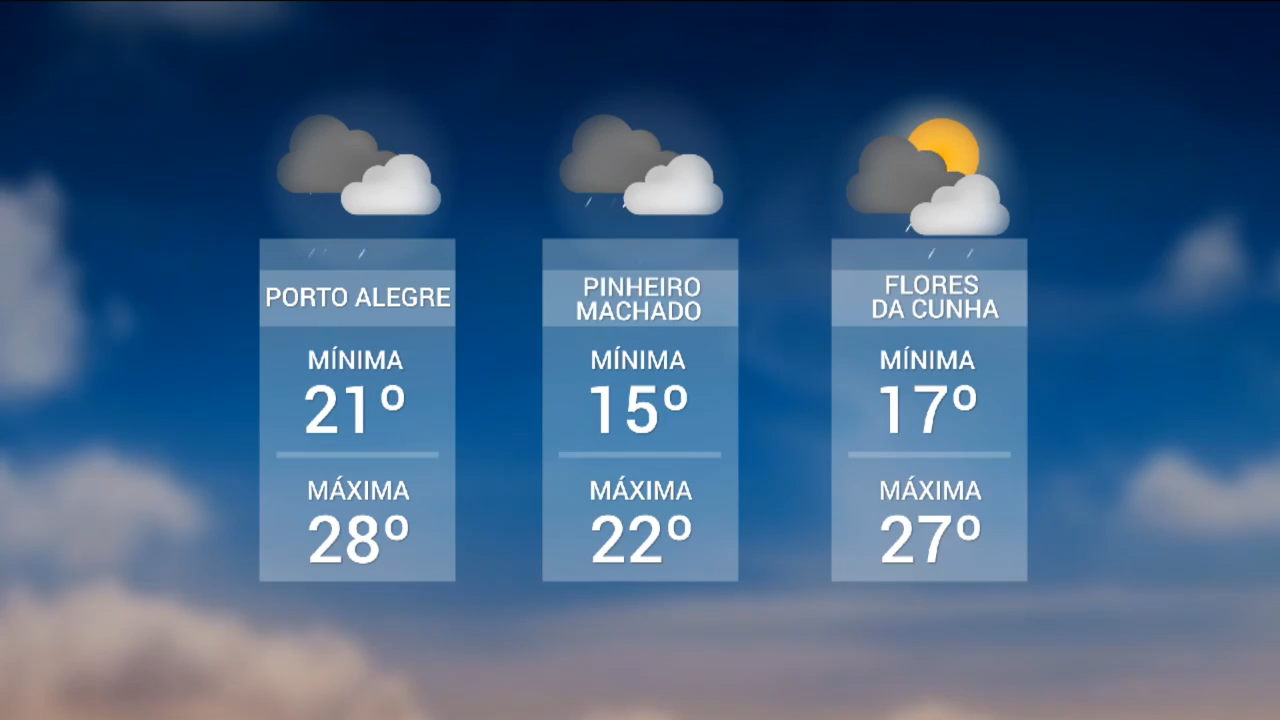 PORTO ALEGRE
MÍNIMA
21º
MÁXIMA
28º
PINHEIRO
MACHADO
MÍNIMA
15º
MÁXIMA
22º
FLORES
DA CUNHA
MÍNIMA
17º
MÁXIMA
27º